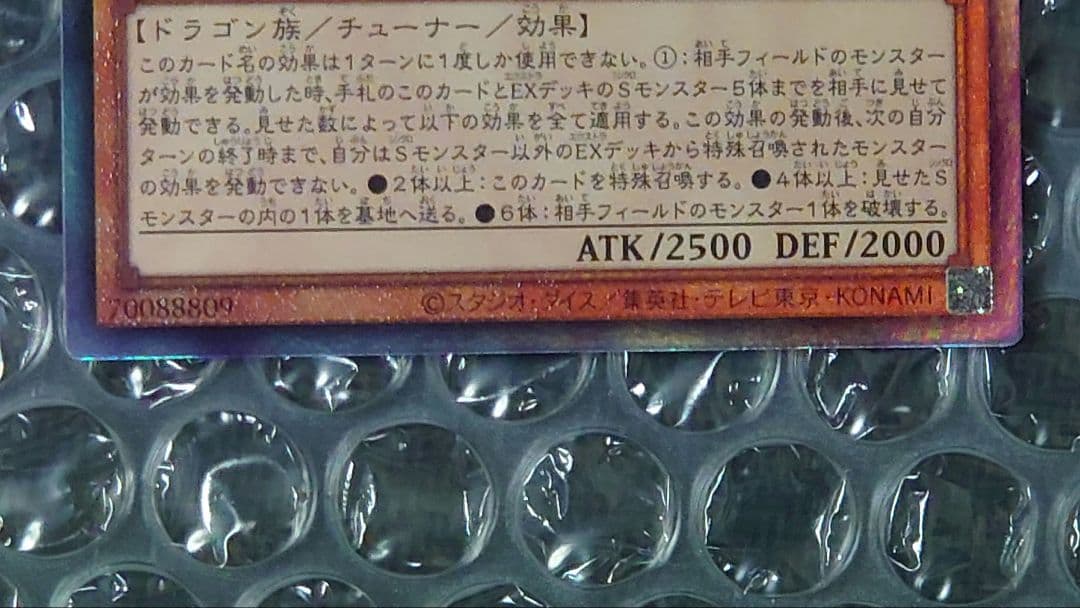 【ドラゴン族／チューナー／効果】
このカード名の効果は１ターンに１度しか使用できない。①：相手フィールドのモンスター
が効果を発動した時、手札のこのカードとEXデッキのＳモンスター５体までを相手に見せて
発動できる。見せた数によって以下の効果を全て適用する。この効果の発動後、次の自分
ターンの終了時まで、自分はＳモンスター以外のEXデッキから特殊召喚されたモンスター
の効果を発動できない。●２体以上：このカードを特殊召喚する。●４体以上：見せたＳ
モンスターの内の１体を墓地へ送る。●６体：相手フィールドのモンスター１体を破壊する。
ATK/2500 DEF/2000
70088809 ©スタジオ・ダイス／集英社・テレビ東京・KONAMI